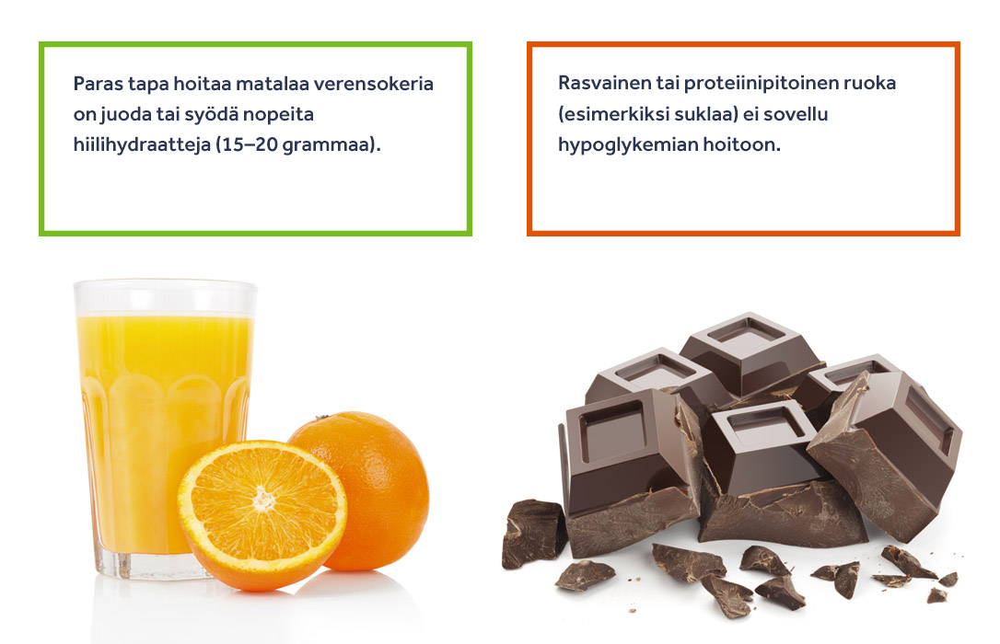 Paras tapa hoitaa matalaa verensokeria
on juoda tai syödä nopeita
hiilihydraatteja (15–20 grammaa).
Rasvainen tai proteiinipitoinen ruoka
(esimerkiksi suklaa) ei sovellu
hypoglykemian hoitoon.